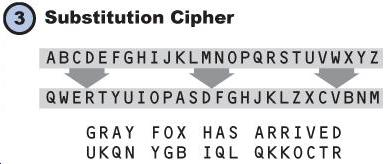 3 Substitution Cipher
ABCDEFGHIJKLMNOPQRSTUVWXYZ
QWERTYUIOPASDFGHJKLZXCVBNM
GRAY FOX HAS ARRIVED
UKQN YGB IQL QKKOCTR